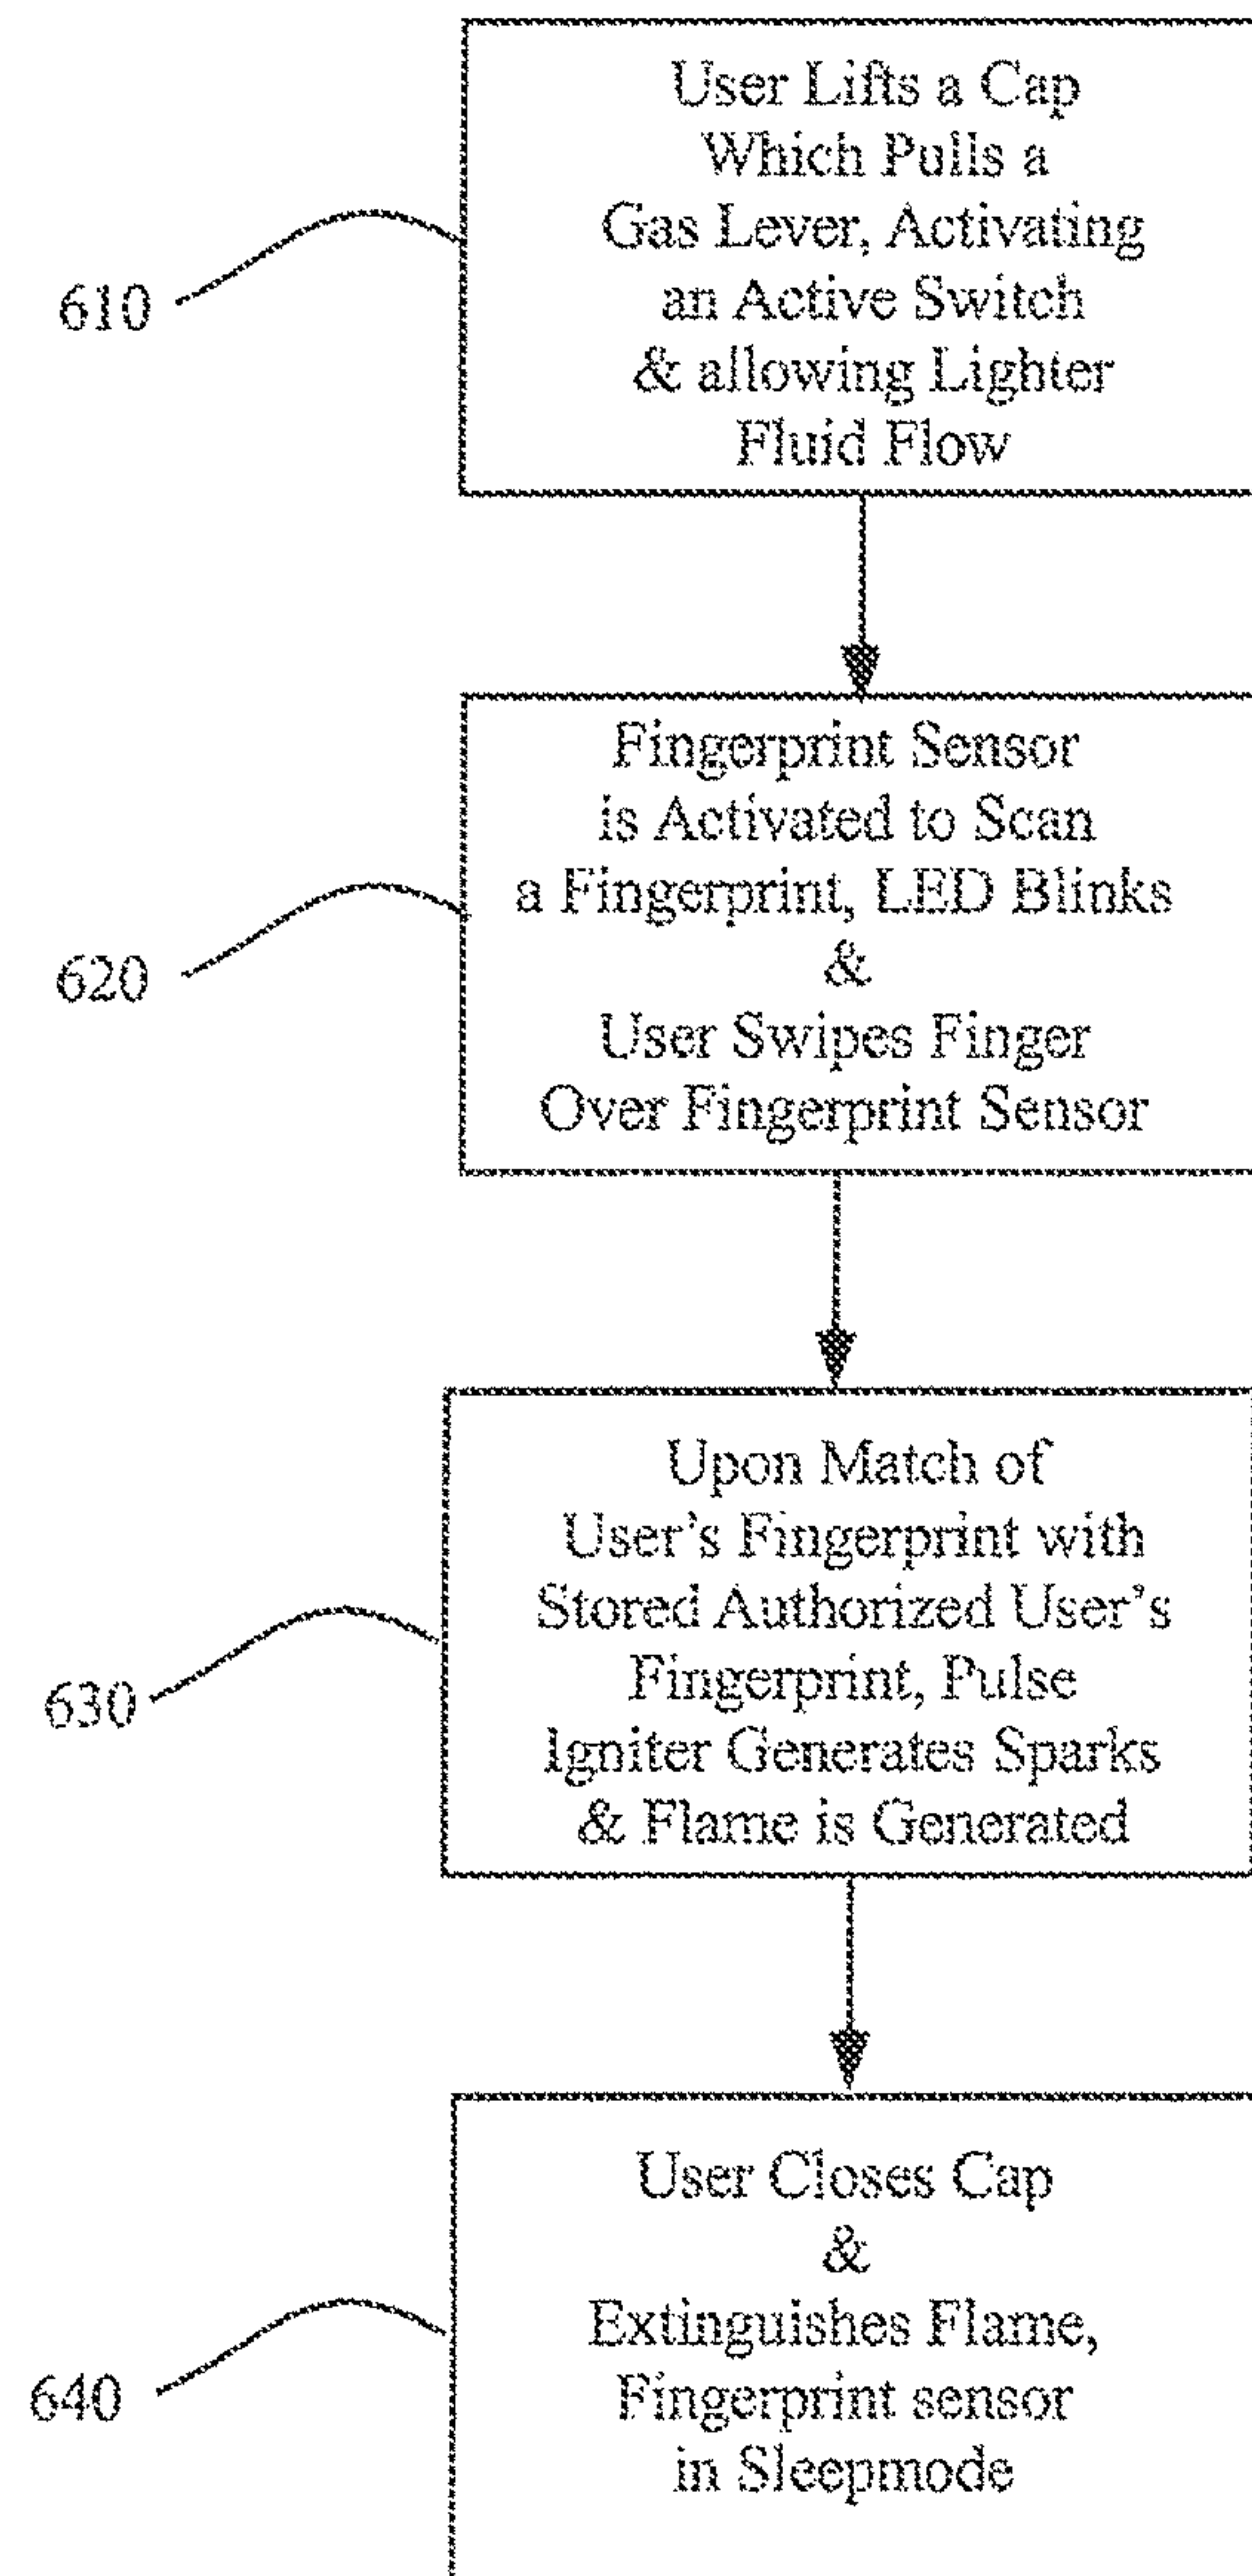 User Lifts a Cap
Which Pulls a
Gas Lever, Activating
an Active Switch
& allowing Lighter
Fluid Flow
610
Fingerprint Sensor
is Activated to Scan
a Fingerprint, LED Blinks
&
User Swipes Finger
Over Fingerprint Sensor
620
Upon Match of
User's Fingerprint with
Stored Authorized User's
Fingerprint, Pulse
Igniter Generates Sparks
& Flame is Generated
630
User Closes Cap
&
Extinguishes Flame,
Fingerprint sensor
in Sleepmode
640